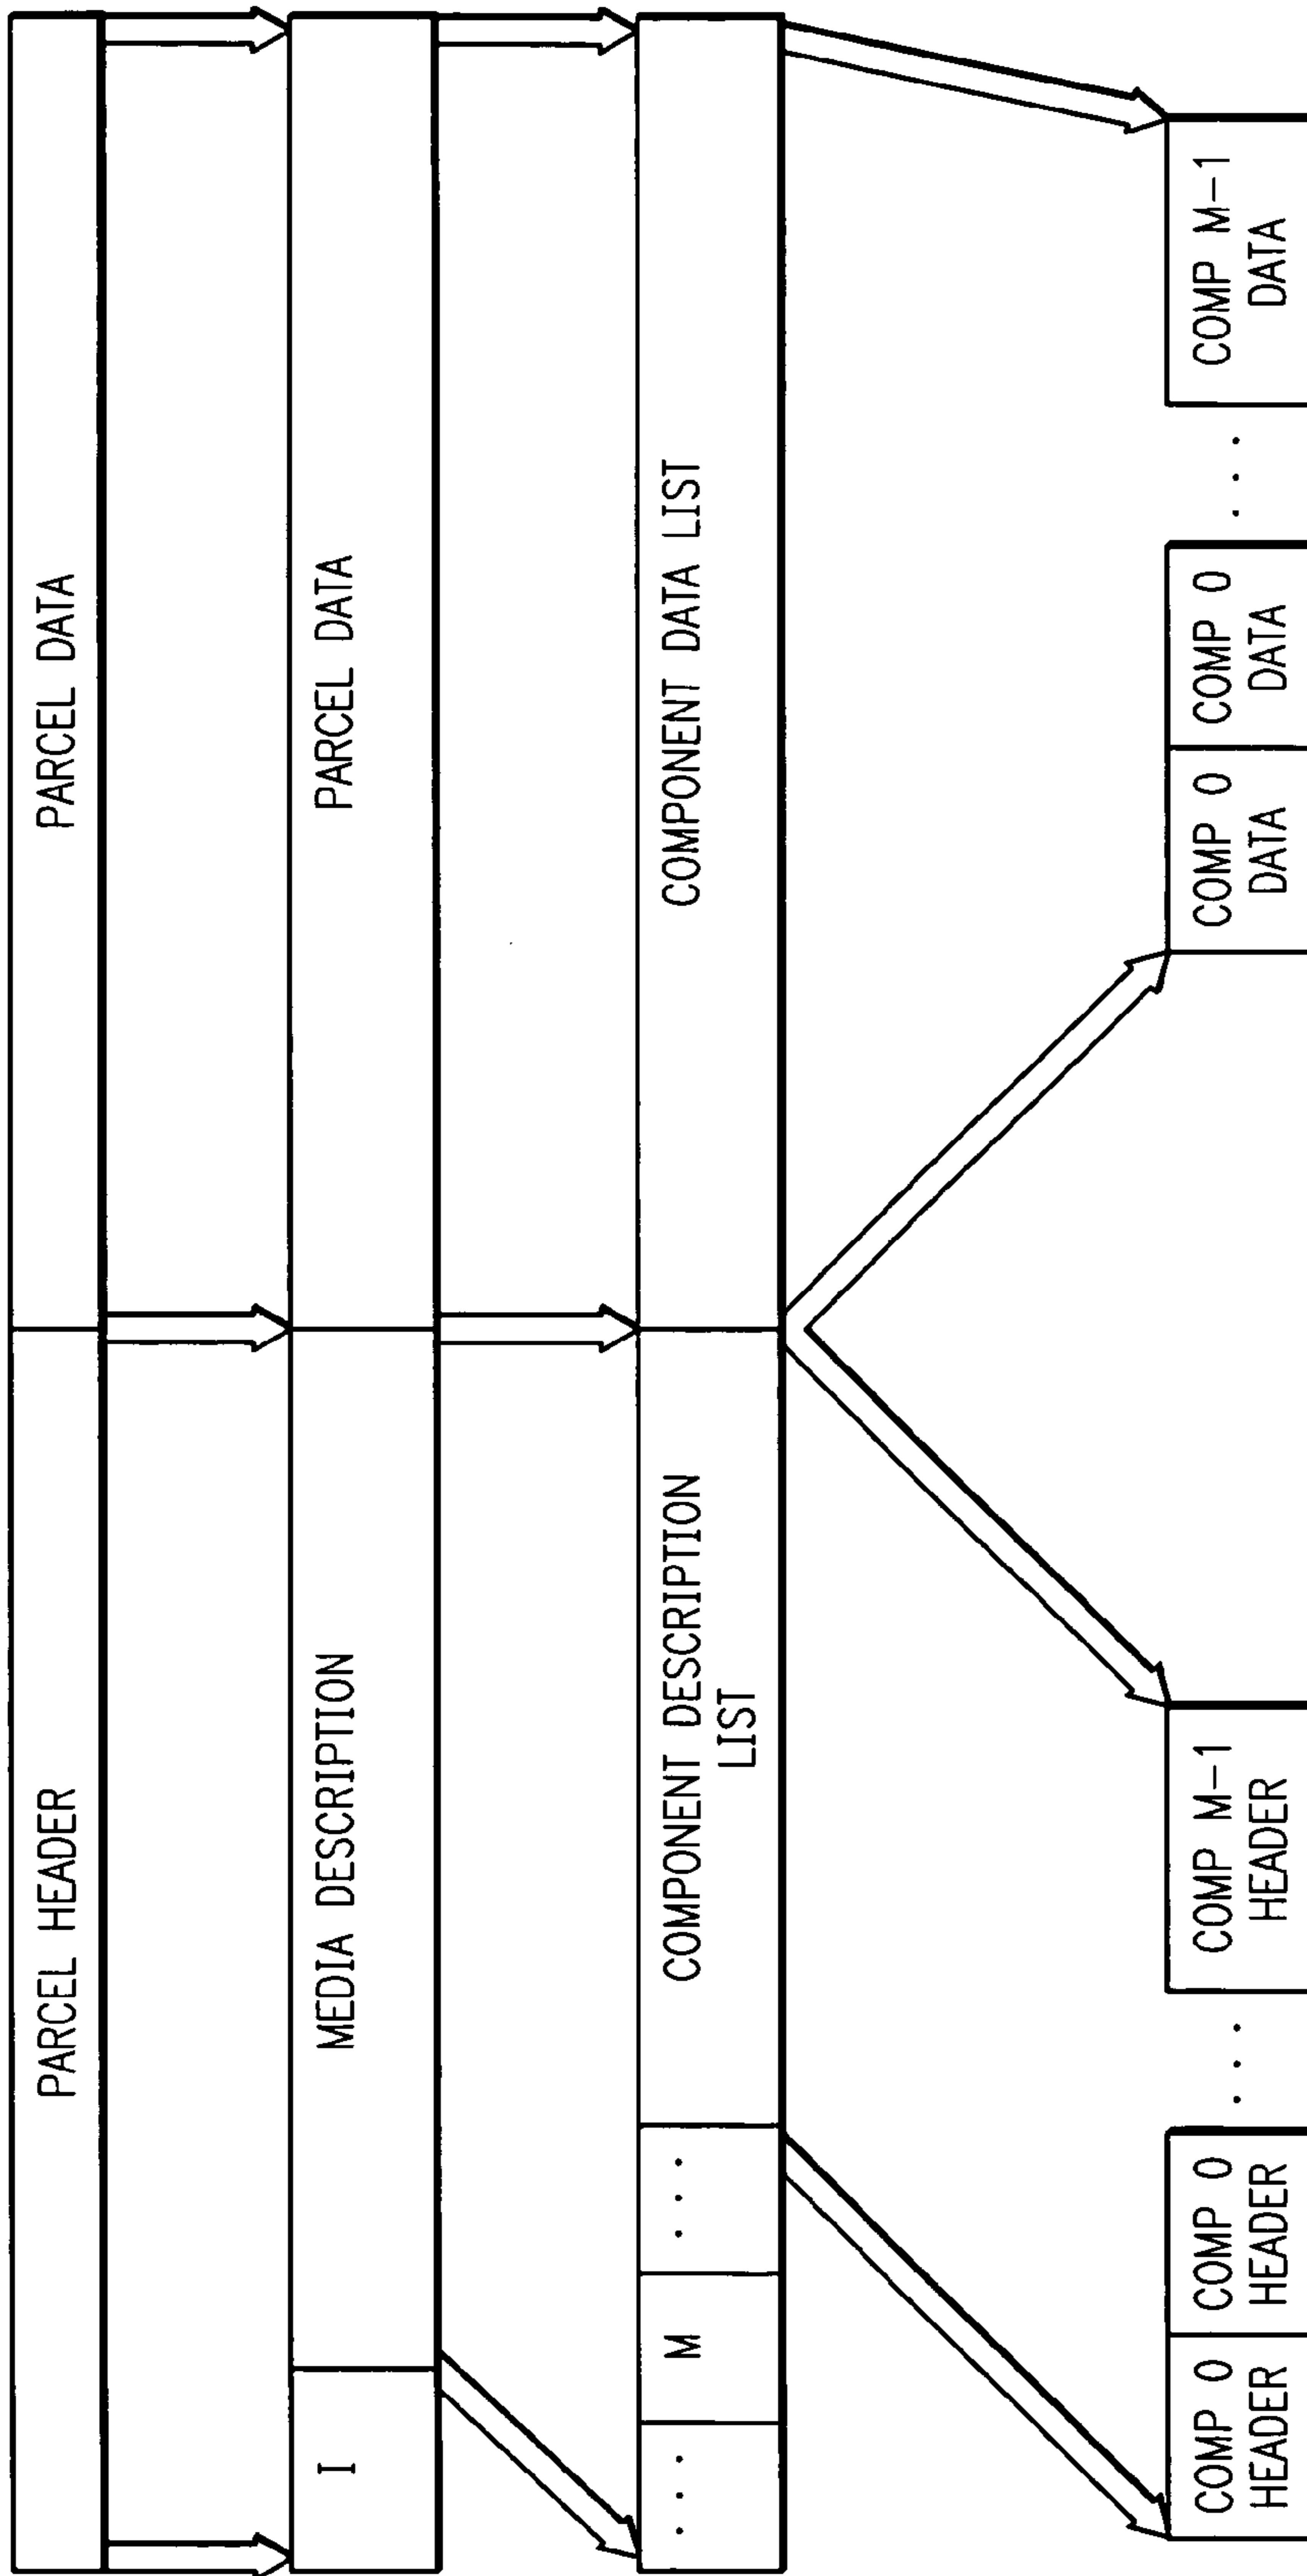 PARCEL HEADER
PARCEL DATA
I
MEDIA DESCRIPTION
PARCEL DATA
. . .
M
. . .
COMPONENT DESCRIPTION
LIST
COMPONENT DATA LIST
COMP 0
HEADER
COMP 0
HEADER
. . .
COMP M-1
HEADER
COMP 0
DATA
COMP 0
DATA
. . .
COMP M-1
DATA